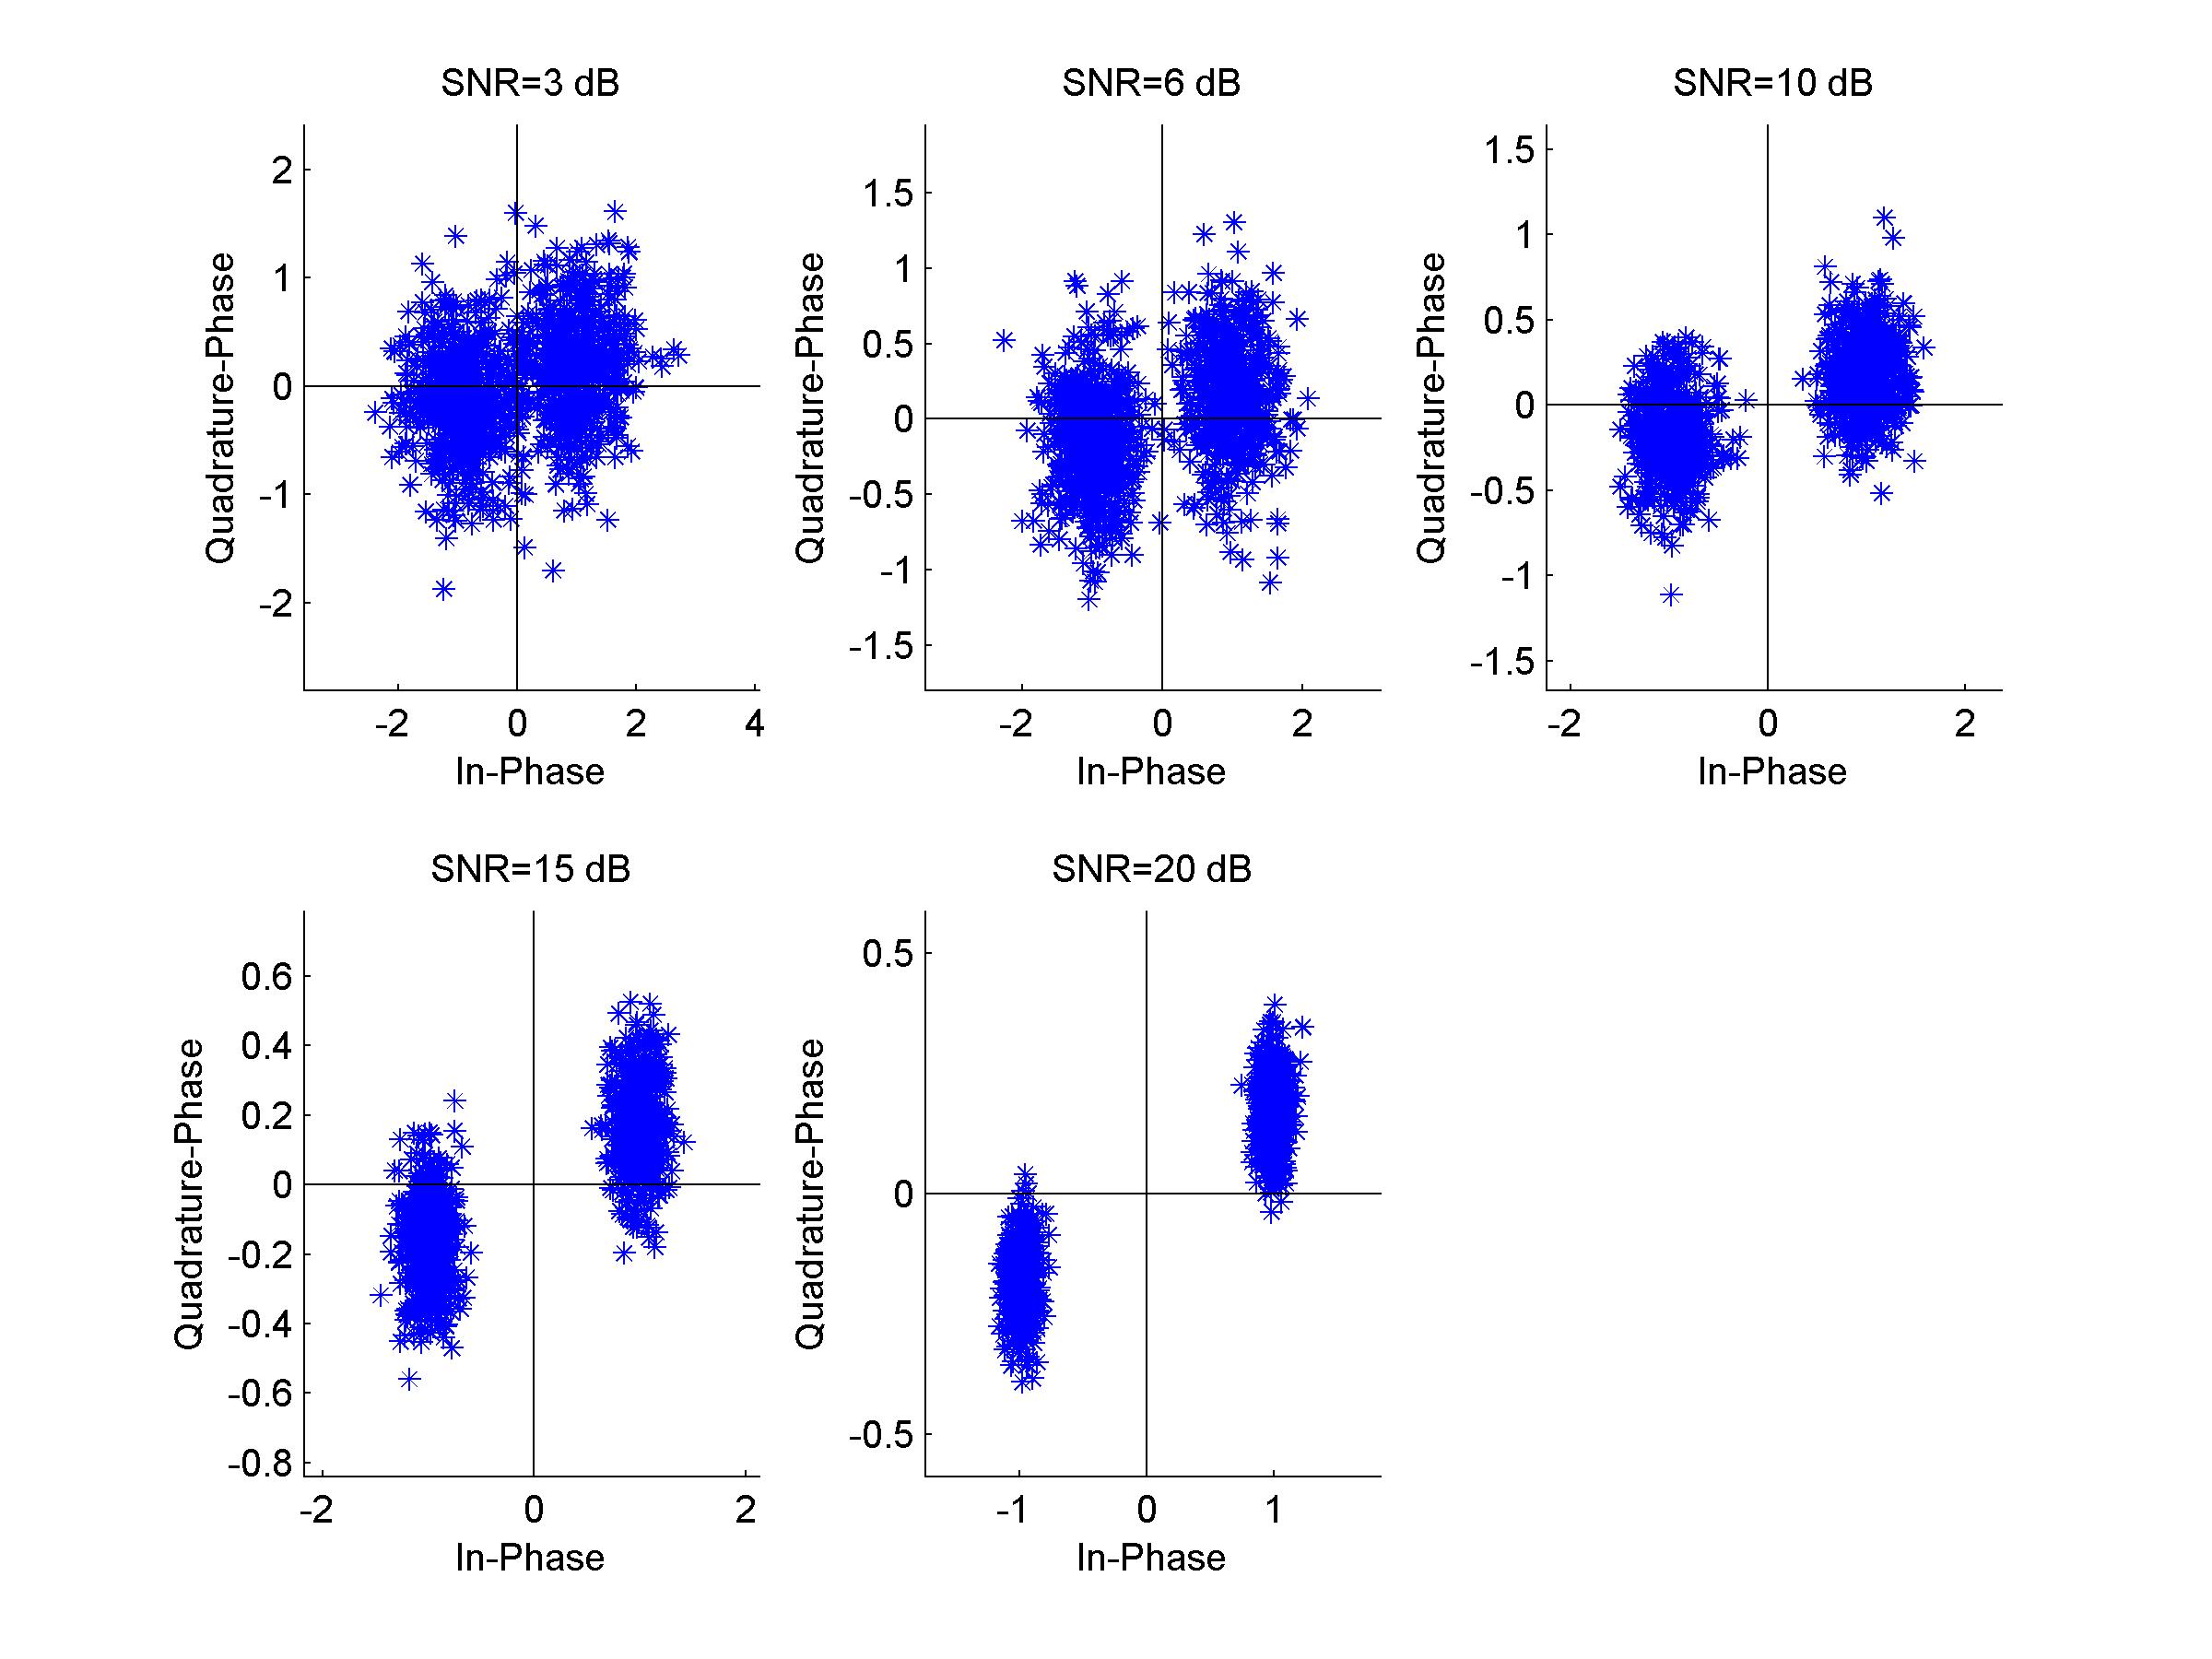 SNR=3 dB
2
1
0
-1
-2
Quadrature-Phase
-2 0 2 4
In-Phase
SNR=6 dB
1.5
1
0.5
0
-0.5
-1
-1.5
Quadrature-Phase
-2 0 2
In-Phase
SNR=10 dB
1.5
1
0.5
0
-0.5
-1
-1.5
Quadrature-Phase
-2 0 2
In-Phase
SNR=15 dB
0.6
0.4
0.2
0
-0.2
-0.4
-0.6
-0.8
Quadrature-Phase
-2 0 2
In-Phase
SNR=20 dB
0.5
0
-0.5
Quadrature-Phase
-1 0 1
In-Phase